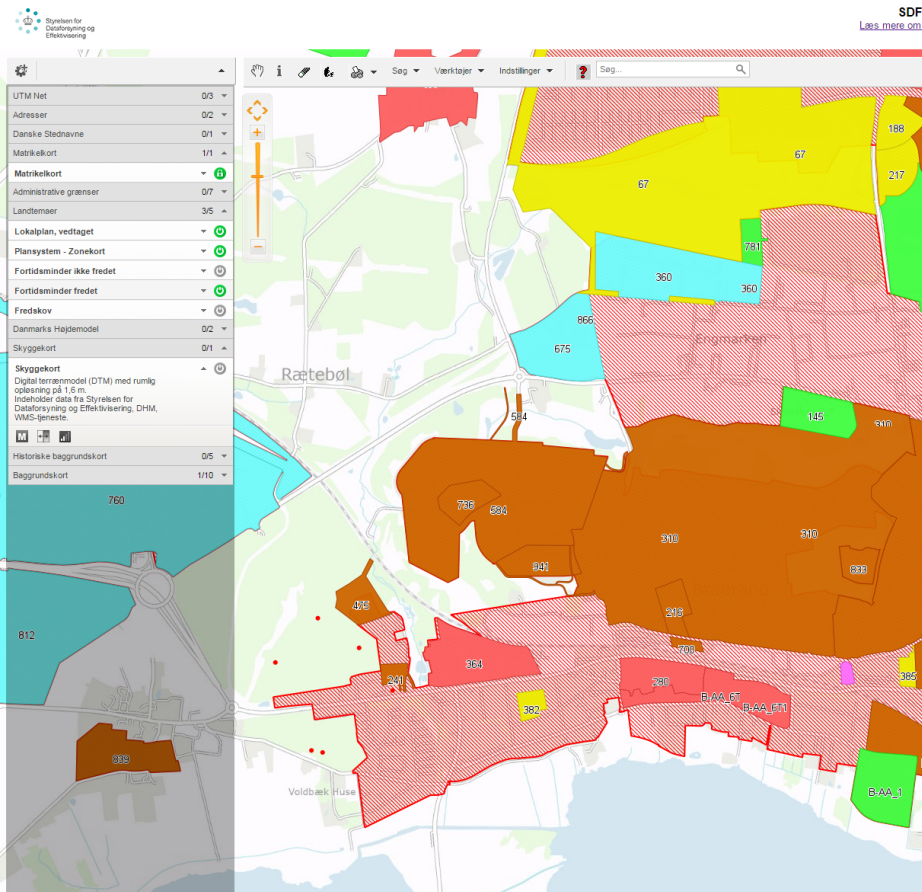 Styrelsen for
Dataforsyning og
Effektivisering
SDF
Læs mere om
Søg
Værktøjer
Indstillinger
?
Søg...
UTM Net 0/3
Adresser 0/2
Danske Stednavne 0/1
Matrikelkort 1/1
Matrikelkort
Administrative grænser 0/7
Landtemaer 3/5
Lokalplan, vedtaget
Plansystem - Zonekort
Fortidsminder ikke fredet
Fortidsminder fredet
Fredskov
Danmarks Højdemodel 0/2
Skyggekort 0/1
Skyggekort
Digital terrænmodel (DTM) med rumlig
opløsning på 1,6 m.
Indeholder data fra Styrelsen for
Dataforsyning og Effektivisering, DHM,
WMS-tjeneste.
M
Historiske baggrundskort 0/5
Baggrundskort 1/10
188
67
67
217
781
360
360
866
675
Engmarken
Rætebøl
584
145
310
760
736
584
310
310
941
833
475
216
812
708
364
241
280
385
B-AA_6T
B-AA_6T1
382
939
Voldbæk Huse
B-AA_1